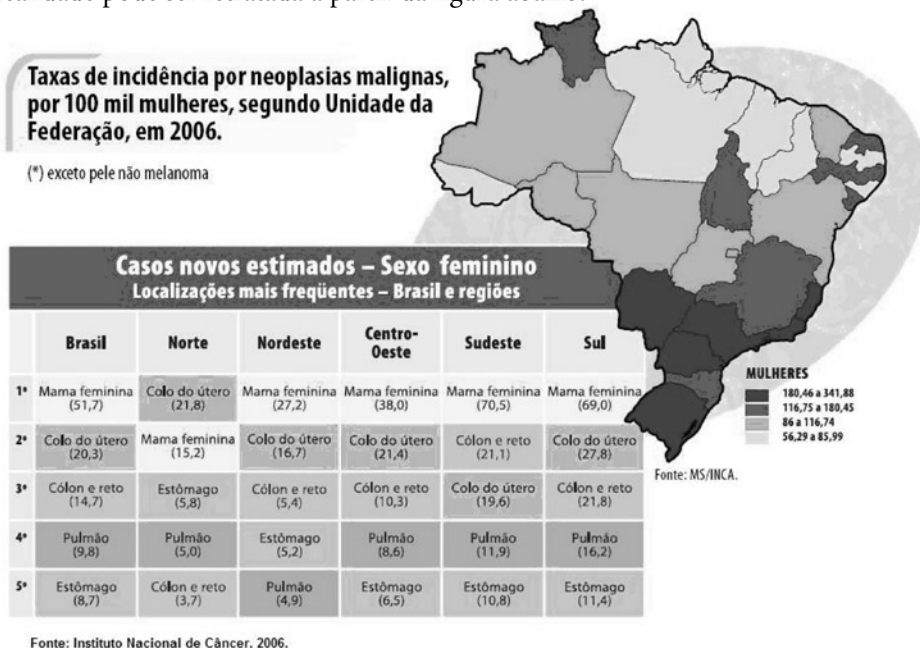 Taxas de incidência por neoplasias malignas,
por 100 mil mulheres, segundo Unidade da
Federação, em 2006.
(*) exceto pele não melanoma
Casos novos estimados – Sexo feminino
Localizações mais freqüentes – Brasil e regiões
Brasil Norte Nordeste Centro-Oeste Sudeste Sul
1º Mama feminina (51,7) Colo do útero (21,8) Mama feminina (27,2) Mama feminina (38,0) Mama feminina (70,5) Mama feminina (69,0)
2º Colo do útero (20,3) Mama feminina (15,2) Colo do útero (16,7) Colo do útero (21,4) Cólon e reto (21,1) Colo do útero (27,8)
3º Cólon e reto (14,7) Estômago (5,8) Cólon e reto (5,4) Cólon e reto (10,3) Colo do útero (19,6) Cólon e reto (21,8)
4º Pulmão (9,8) Pulmão (5,0) Estômago (5,2) Pulmão (8,6) Pulmão (11,9) Pulmão (16,2)
5º Estômago (8,7) Cólon e reto (3,7) Pulmão (4,9) Estômago (6,5) Estômago (10,8) Estômago (11,4)
MULHERES
180,46 a 341,88
116,75 a 180,45
86 a 116,74
56,29 a 85,99
Fonte: MS/INCA.
Fonte: Instituto Nacional de Câncer. 2006.